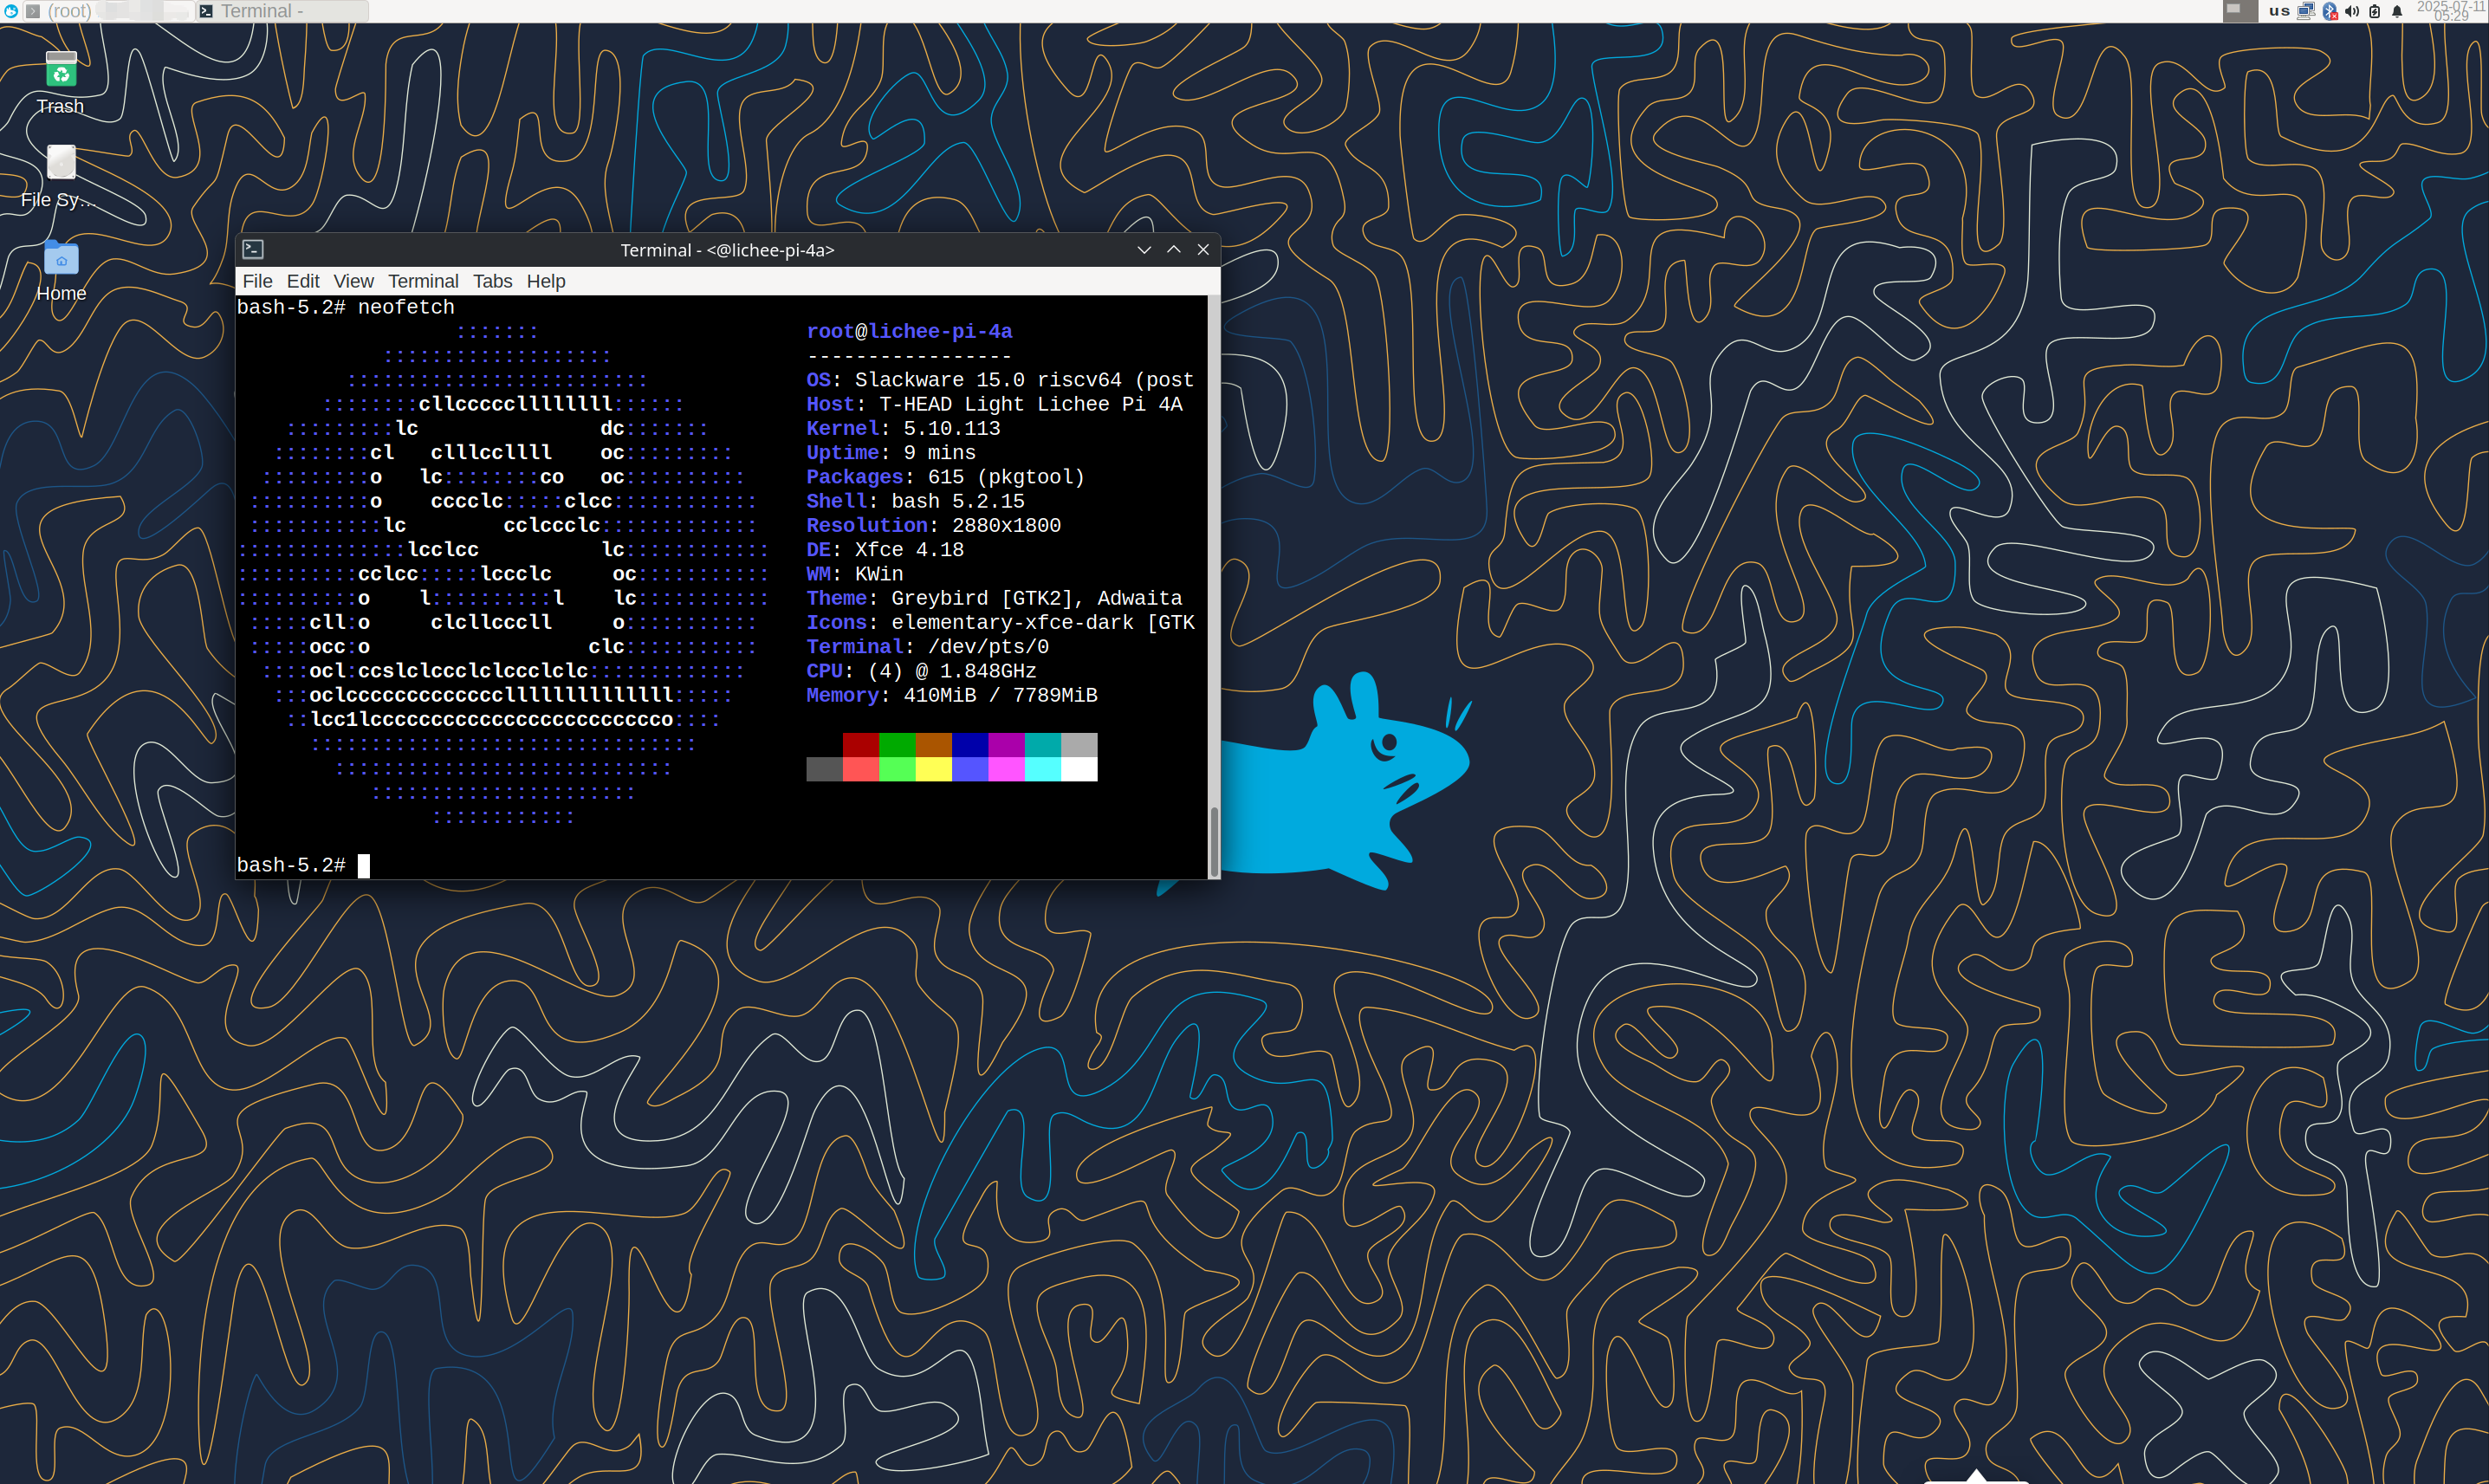 (root)
Terminal -
us
2025-07-11
05:29
Trash
File Sy...
Home
Terminal - <@lichee-pi-4a>
File Edit View Terminal Tabs Help
bash-5.2# neofetch
::::::: root@lichee-pi-4a
::::::::::::::::::: -----------------
::::::::::::::::::::::::: OS: Slackware 15.0 riscv64 (post
::::::::cllcccccllllllll:::::: Host: T-HEAD Light Lichee Pi 4A
:::::::::lc dc::::::: Kernel: 5.10.113
::::::::cl clllccllll oc::::::::: Uptime: 9 mins
:::::::::o lc::::::::co oc:::::::::: Packages: 615 (pkgtool)
::::::::::o cccclc:::::clcc:::::::::::: Shell: bash 5.2.15
:::::::::::lc cclccclc::::::::::::: Resolution: 2880x1800
::::::::::::::lcclcc lc:::::::::::: DE: Xfce 4.18
::::::::::cclcc:::::lccclc oc::::::::::: WM: KWin
::::::::::o l::::::::::l lc::::::::::: Theme: Greybird [GTK2], Adwaita
:::::cll:o clcllcccll o::::::::::: Icons: elementary-xfce-dark [GTK
:::::occ:o clc::::::::::: Terminal: /dev/pts/0
::::ocl:ccslclccclclccclclc::::::::::::: CPU: (4) @ 1.848GHz
:::oclcccccccccccccllllllllllllll::::: Memory: 410MiB / 7789MiB
::lcc1lcccccccccccccccccccccccco::::
::::::::::::::::::::::::::::::::
::::::::::::::::::::::::::::
::::::::::::::::::::::
::::::::::::
bash-5.2#